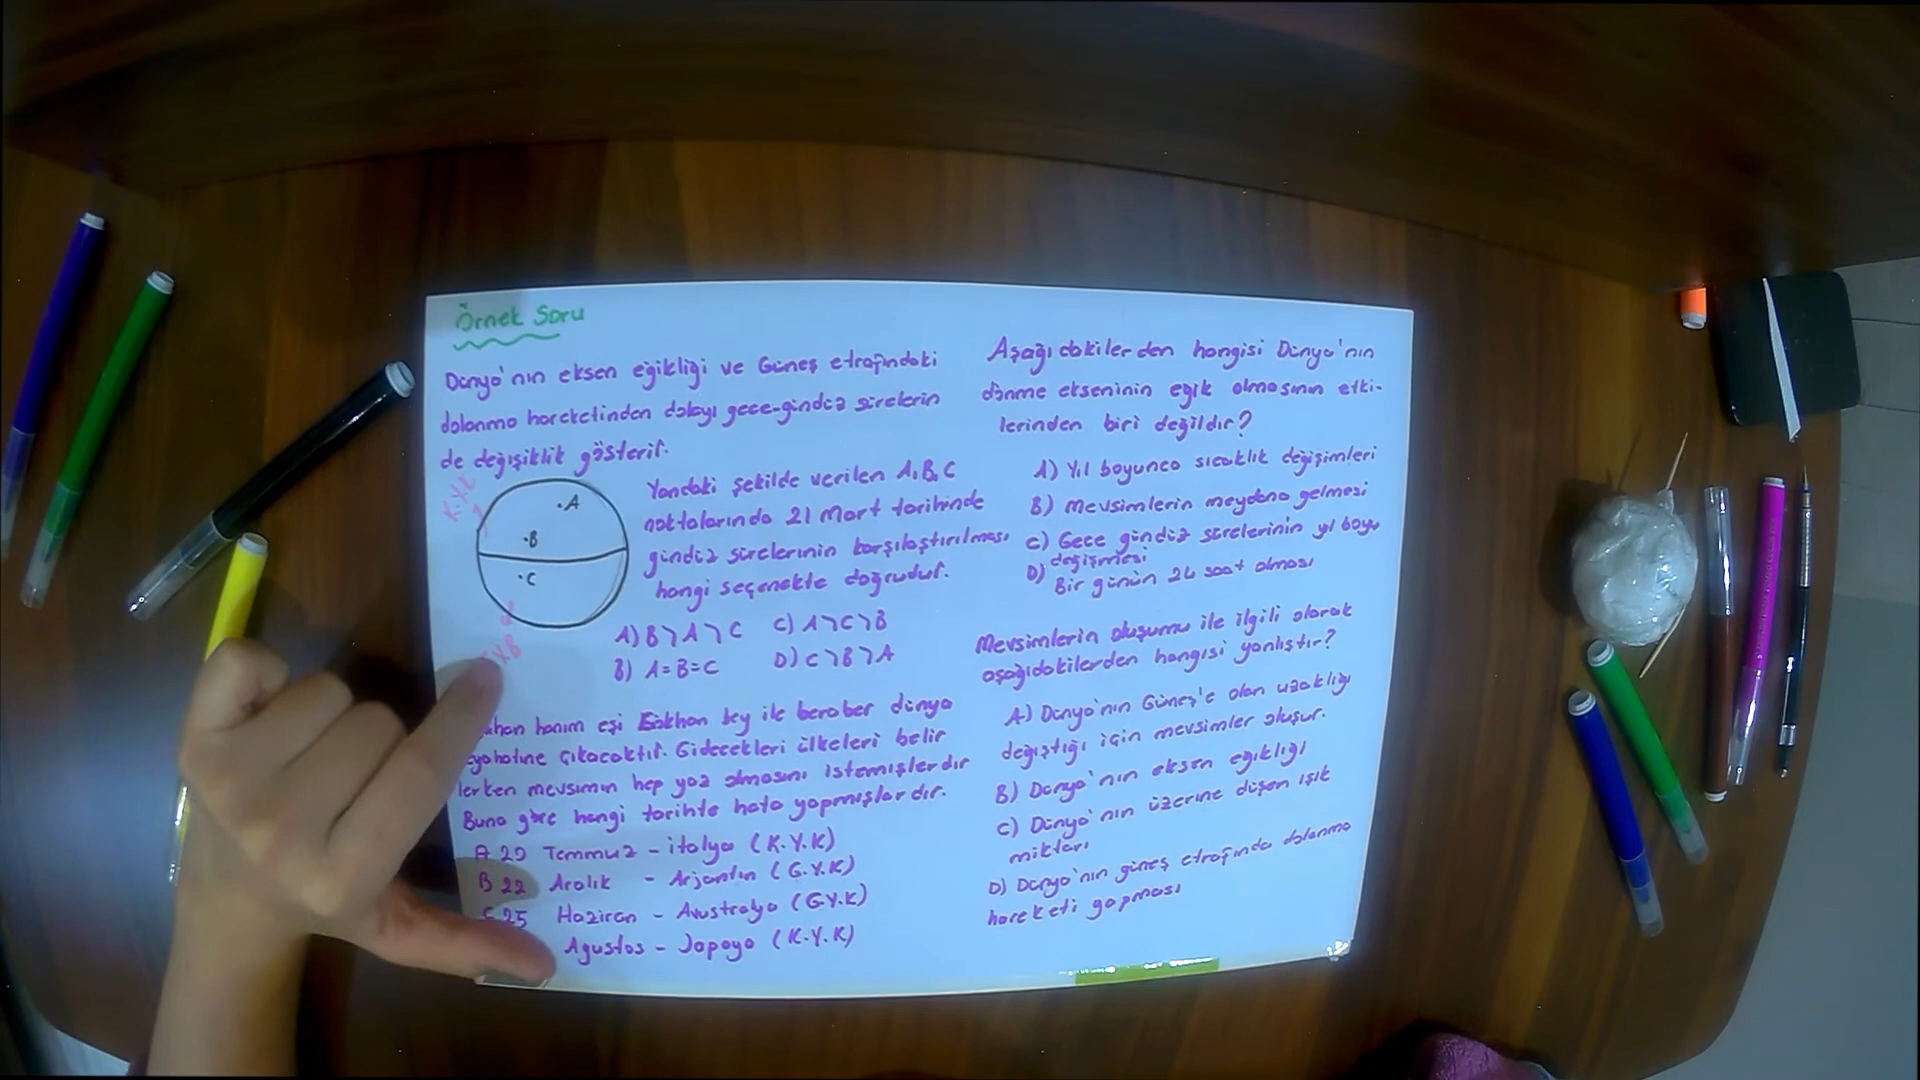 Örnek Soru
Dünya'nın eksen eğikliği ve Güneş etrafındaki
dolanma hareketinden dolayı gece-gündüz sürelerin
de değişiklik gösterir.
K.Y.K
.A
.B
.C
Yandaki şekilde verilen A, B, C
noktalarında 21 Mart tarihinde
gündüz sürelerinin karşılaştırılması
hangi seçenekte doğrudur.
A) B > A > C C) A > C > B
B) A = B = C D) C > B > A
hanım eşi Gökhan bey ile beraber dünya
çıkacaktır. Gidecekleri ülkeleri belir
lerken mevsimin hep yaz olmasını istemişlerdir
Buna göre hangi tarihte hata yapmışlardır.
A 29 Temmuz - italya (K.Y.K)
B 22 Aralık - Arjantin (G.Y.K)
25 Haziran - Avustralya (G.Y.K)
Agustos - Japoya (K.Y.K)
Aşağıdakilerden hangisi Dünya'nın
dönme ekseninin eğik olmasının etki-
lerinden biri değildir?
A) Yıl boyunca sıcaklık değişimleri
B) Mevsimlerin meydana gelmesi
C) Gece gündüz sürelerinin yıl boyu
değişmesi
D) Bir günün 24 saat olması
Mevsimlerin oluşumu ile ilgili olarak
aşağıdakilerden hangisi yanlıştır?
A) Dünya'nın Güneş'e olan uzaklığı
değiştiği için mevsimler oluşur.
B) Dünya'nın eksen eğikliği
C) Dünya'nın üzerine düşen ışık
miktarı
D) Dünya'nın güneş etrafında dolanma
hareketi yapması